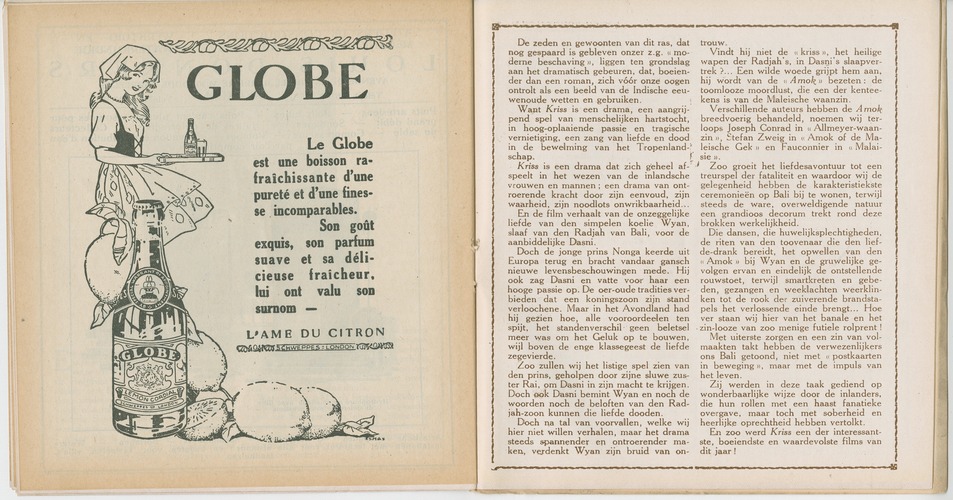 GLOBE
Le Globe
est une boisson ra-
fraîchissante d'une
pureté et d'une fines-
se incomparables.
Son goût
exquis, son parfum
suave et sa déli-
cieuse fraîcheur,
lui ont valu son
surnom —
L'AME DU CITRON
SCHWEPPES - LONDON
GLOBE
LEMON CORDIAL
De zeden en gewoonten van dit ras, dat
nog gespaard is gebleven onzer z.g. « mo-
derne beschaving », liggen ten grondslag
aan het dramatisch gebeuren, dat, boeien-
der dan een roman, zich vóór onze oogen
ontrolt als een beeld van de Indische eeu-
wenoude wetten en gebruiken.
Want Kriss is een drama, een aangrij-
pend spel van menschelijken hartstocht,
in hoog-oplaaiende passie en tragische
vernietiging, een zang van liefde en dood
in de bewelming van het Tropenland-
schap.
Kriss is een drama dat zich geheel af-
speelt in het wezen van de inlandsche
vrouwen en mannen ; een drama van ont-
roerende kracht door zijn eenvoud, zijn
waarheid, zijn noodlots onwrikbaarheid...
En de film verhaalt van de onzeggelijke
liefde van den simpelen koelie Wyan,
slaaf van den Radjah van Bali, voor de
aanbiddelijke Dasni.
Doch de jonge prins Nonga keerde uit
Europa terug en bracht vandaar gansch
nieuwe levensbeschouwingen mede. Hij
ook zag Dasni en vatte voor haar een
hooge passie op. De oer-oude tradities ver-
bieden dat een koningszoon zijn stand
verloochene. Maar in het Avondland had
hij gezien hoe, alle vooroordeelen ten
spijt, het standenverschil geen beletsel
meer was om het Geluk op te bouwen,
wijl boven de enge klassegeest de liefde
zegevierde.
Zoo zullen wij het listige spel zien van
den prins, geholpen door zijne sluwe zus-
ter Rai, om Dasni in zijn macht te krijgen.
Doch ook Dasni bemint Wyan en noch de
woorden noch de beloften van den Rad-
jah-zoon kunnen die liefde dooden.
Doch na tal van voorvallen, welke wij
hier niet willen verhalen, maar het drama
steeds spannender en ontroerender ma-
ken, verdenkt Wyan zijn bruid van on-
trouw.
Vindt hij niet de « kriss », het heilige
wapen der Radjah's, in Dasni's slaapver-
trek ?... Een wilde woede grijpt hem aan,
hij wordt van de « Amok » bezeten : de
toomlooze moordlust, die een der kentee-
kens is van de Maleische waanzin.
Verschillende auteurs hebben de Amok
breedvoerig behandeld, noemen wij ter-
loops Joseph Conrad in « Allmeyer-waan-
zin », Stefan Zweig in « Amok of de Ma-
leische Gek » en Fauconnier in « Malai-
sie ».
Zoo groeit het liefdesavontuur tot een
treurspel der fataliteit en waardoor wij de
gelegenheid hebben de karakteristiekste
ceremonieën op Bali bij te wonen, terwijl
steeds de ware, overweldigende natuur
een grandioos decorum trekt rond deze
brokken werkelijkheid.
Die dansen, die huwelijksplechtigheden,
de riten van den toovenaar die den lief-
de-drank bereidt, het opwellen van den
« Amok » bij Wyan en de gruwelijke ge-
volgen ervan en eindelijk de ontstellende
rouwstoet, terwijl smartkreten en gebe-
den, gezangen en weeklachten weerklin-
ken tot de rook der zuiverende brandsta-
pels het verlossende einde brengt... Hoe
ver staan wij hier van het banale en het
zin-looze van zoo menige futiele rolprent !
Met uiterste zorgen en een zin van vol-
maakten takt hebben de verwezenlijkers
ons Bali getoond, niet met « postkaarten
in beweging », maar met de impuls van
het leven.
Zij werden in deze taak gediend op
wonderbaarlijke wijze door de inlanders,
die hun rollen met een haast fanatieke
overgave, maar toch met soberheid en
heerlijke oprechtheid hebben vertolkt.
En zoo werd Kriss een der interessant-
ste, boeiendste en waardevolste films van
dit jaar !